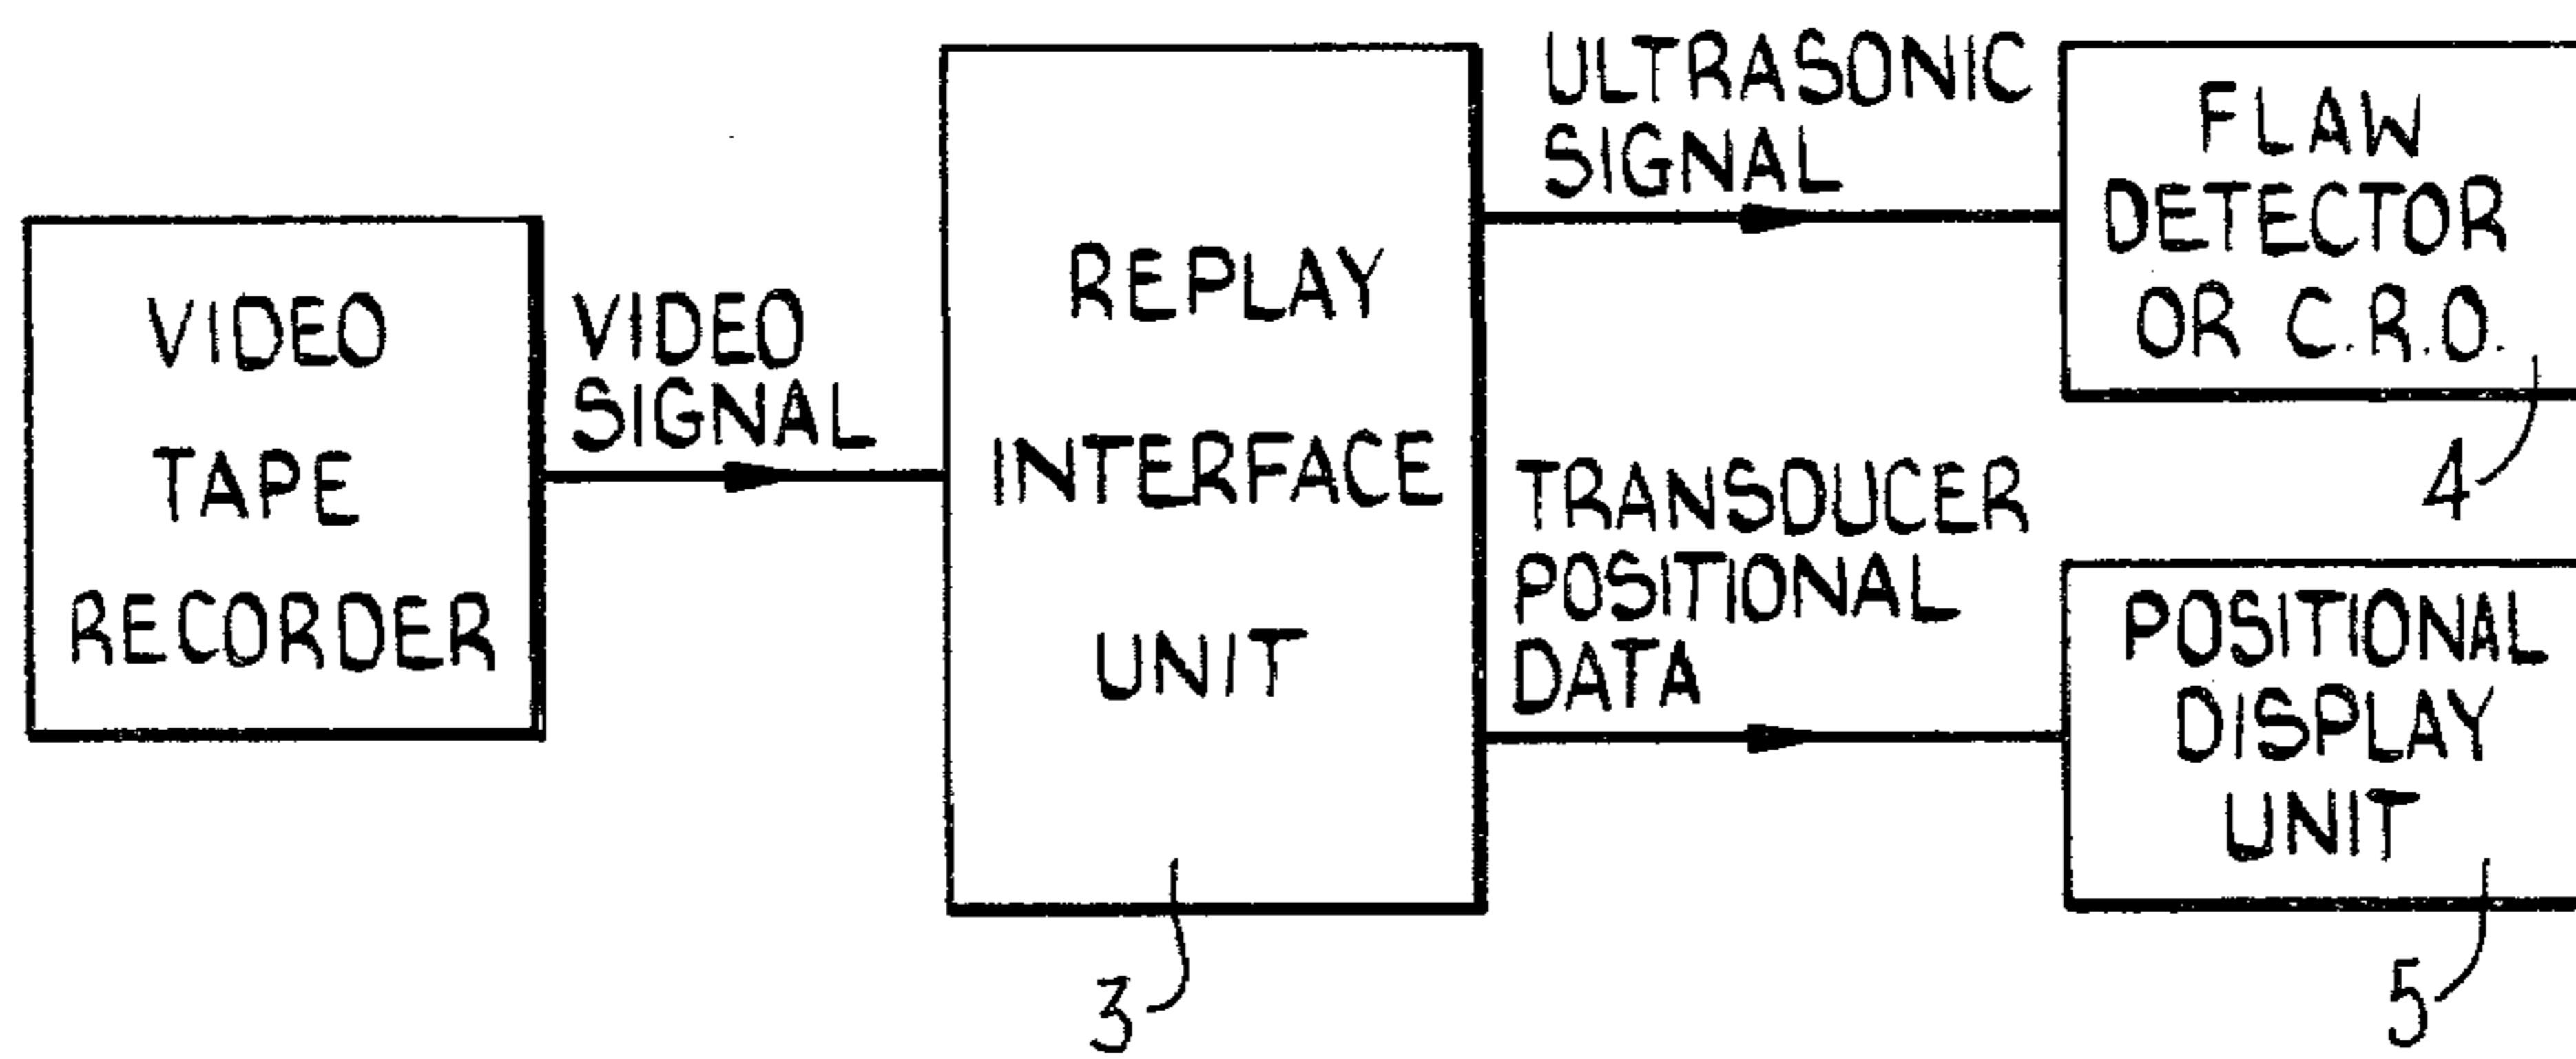 VIDEO
TAPE
RECORDER
VIDEO
SIGNAL
REPLAY
INTERFACE
UNIT
3
ULTRASONIC
SIGNAL
TRANSDUCER
POSITIONAL
DATA
FLAW
DETECTOR
OR C.R.O.
4
POSITIONAL
DISPLAY
UNIT
5